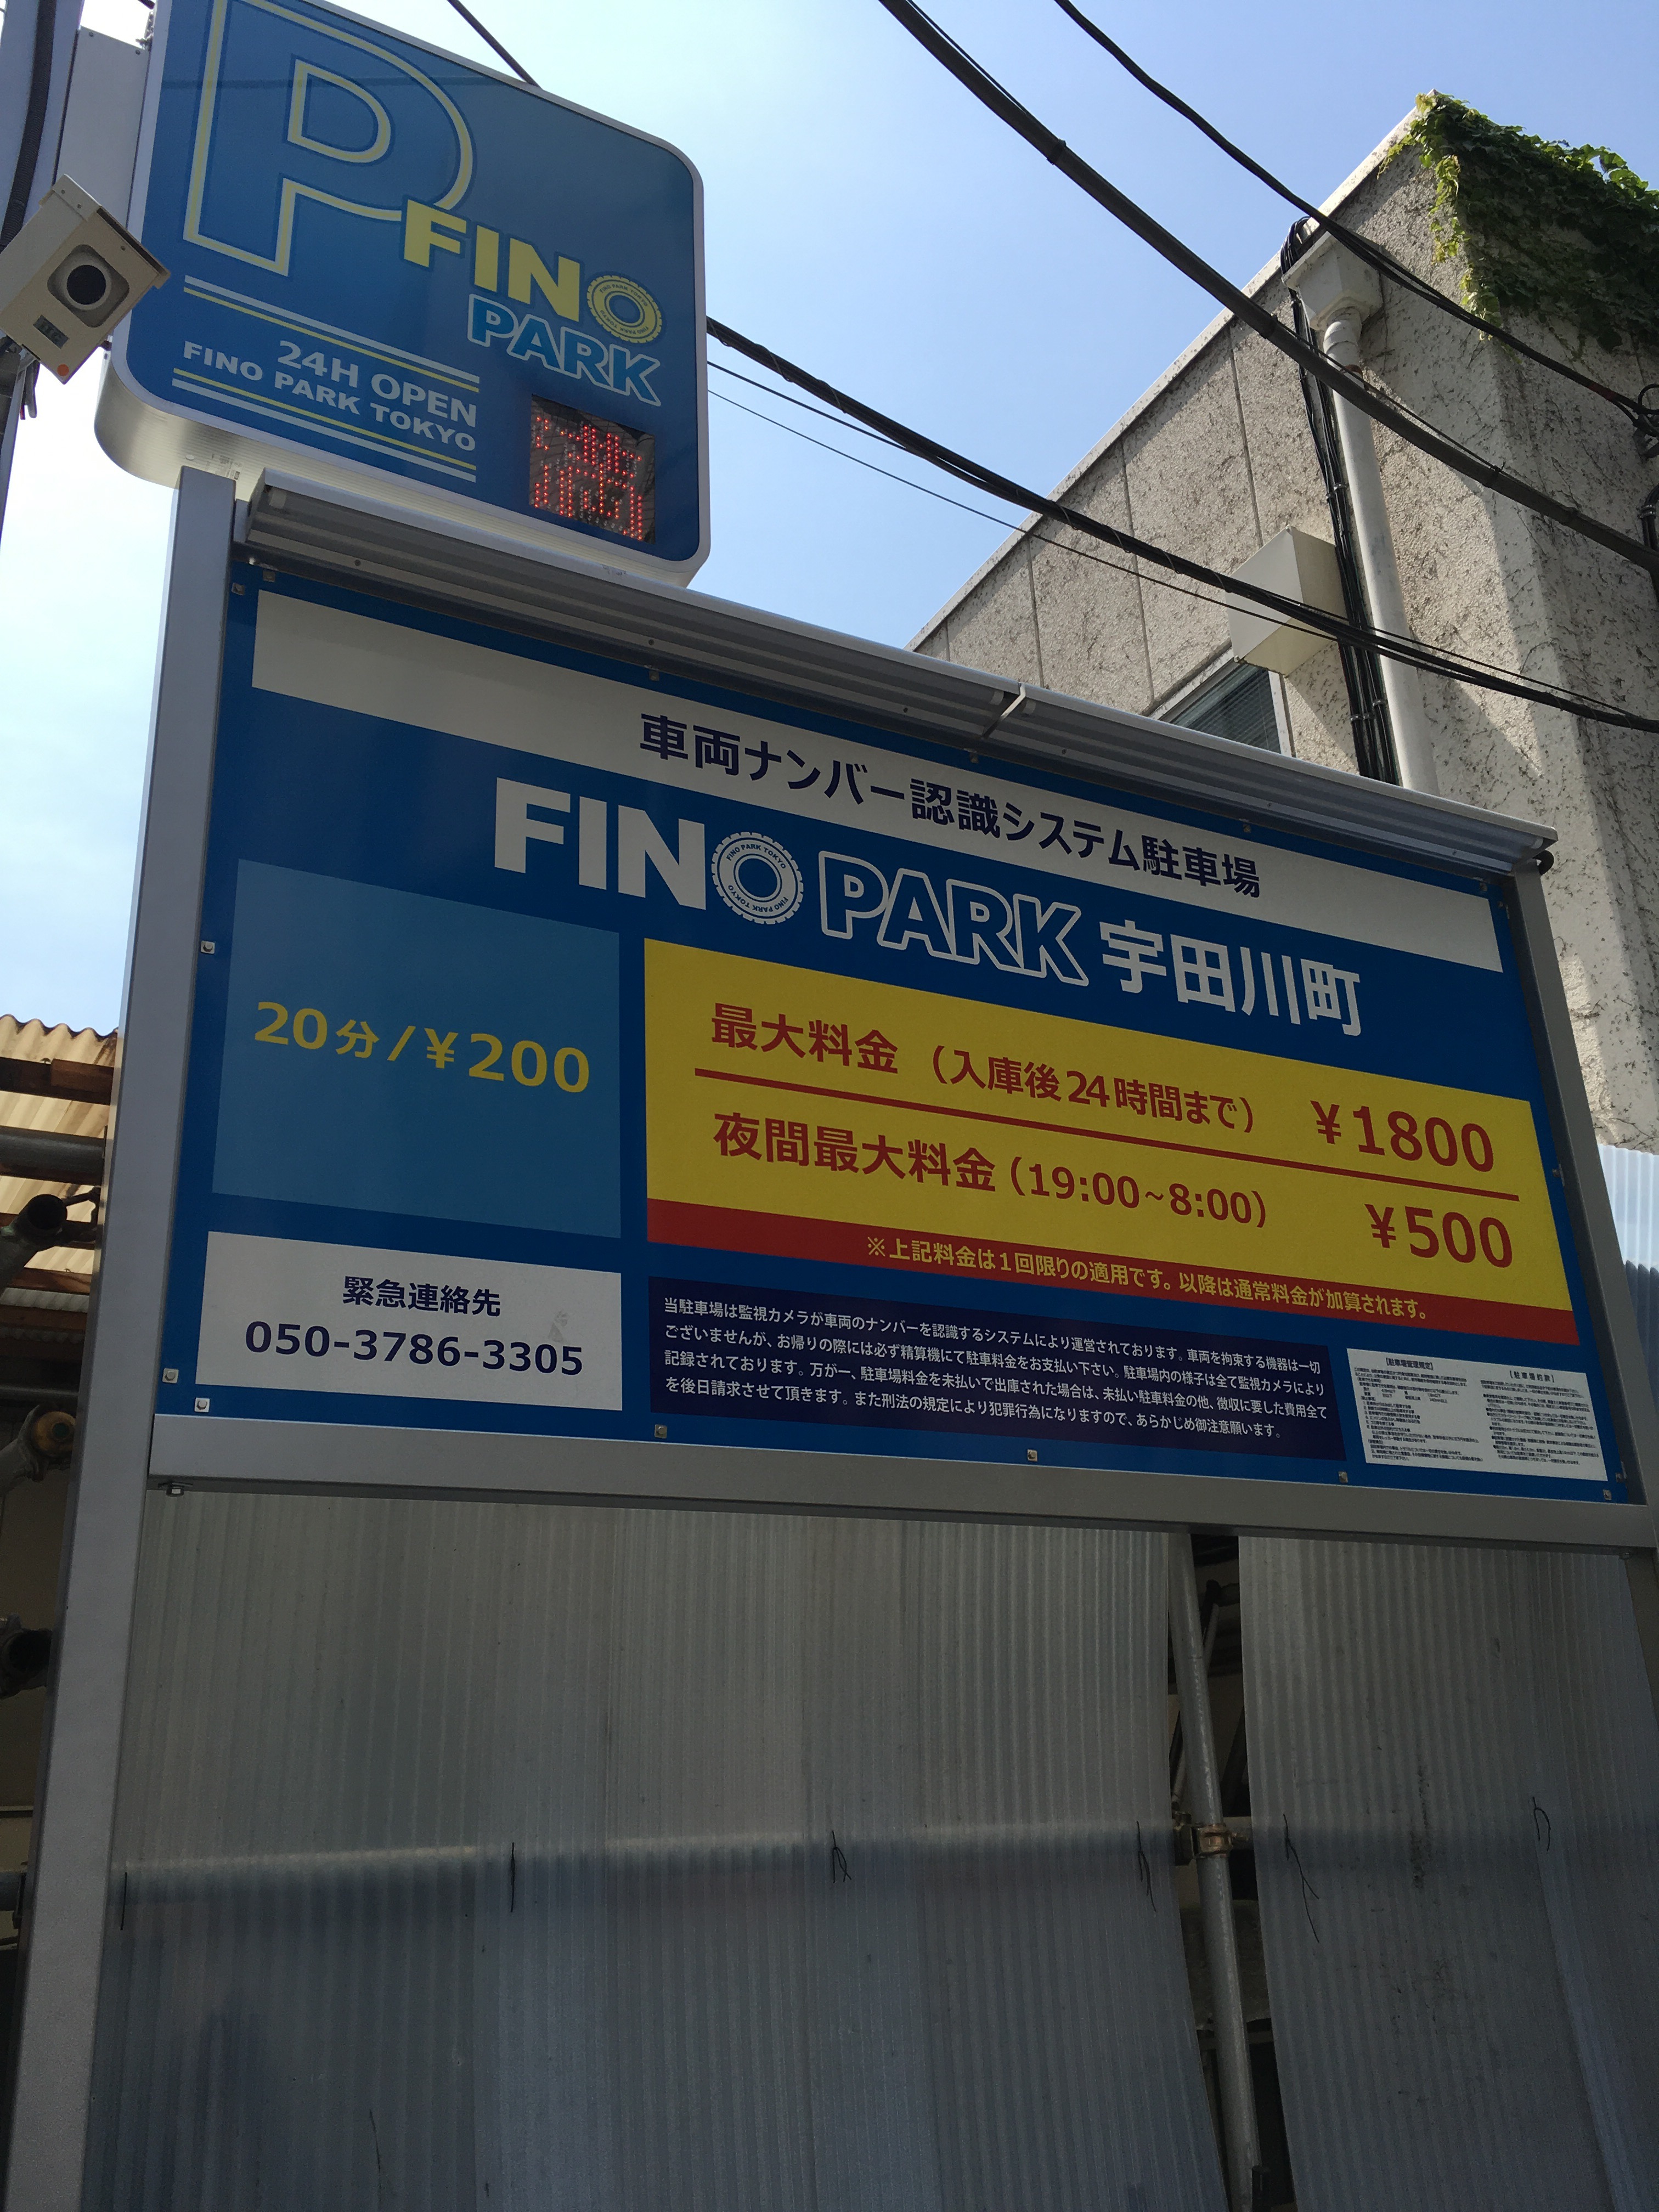 P
FINO
PARK
24H OPEN
FINO PARK TOKYO
車両ナンバー認識システム駐車場
FINO PARK 宇田川町
20分/¥200
最大料金 (入庫後24時間まで) ¥1800
夜間最大料金 (19:00~8:00) ¥500
※上記料金は1回限りの適用です。以降は通常料金が加算されます。
緊急連絡先
050-3786-3305
当駐車場は監視カメラが車両のナンバーを認識するシステムにより運営されております。車両を拘束する機器は一切
ございませんが、お帰りの際には必ず精算機にて駐車料金をお支払い下さい。駐車場内の様子は全て監視カメラにより
記録されております。万が一、駐車場料金を未払いで出庫された場合は、未払い駐車料金の他、徴収に要した費用全て
を後日請求させて頂きます。また刑法の規定により犯罪行為になりますので、あらかじめ御注意願います。
【駐車場管理規定】
【駐車場約款】